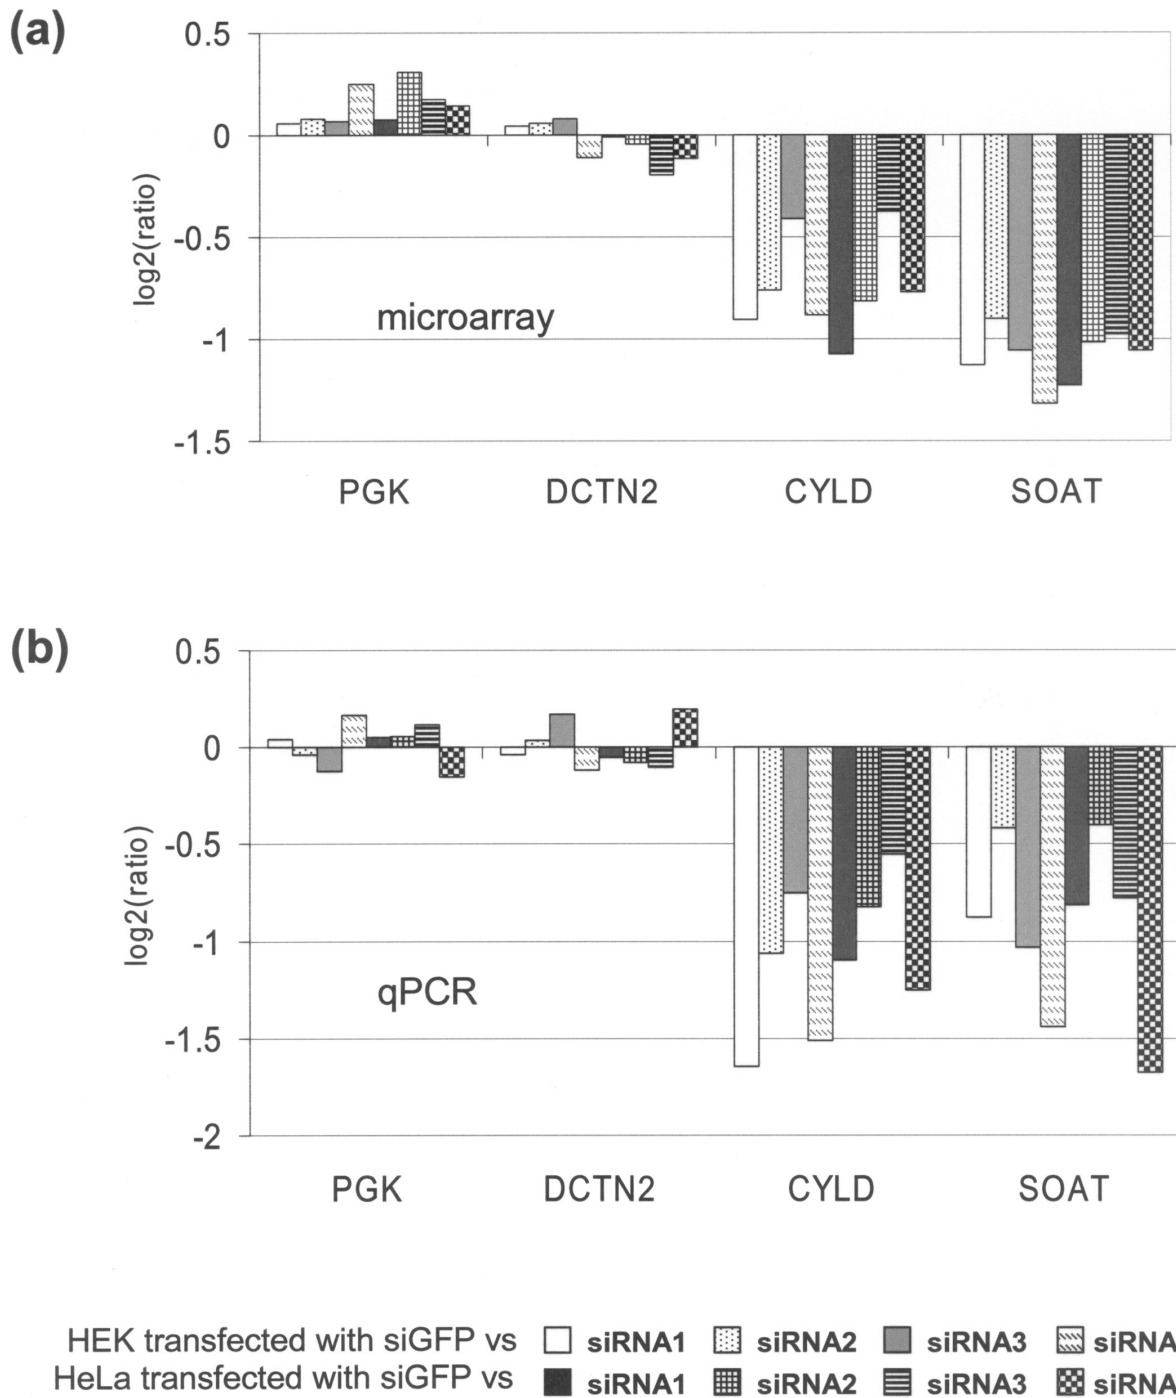 (a)
0.5
0
-0.5
-1
-1.5
log2(ratio)
microarray
PGK DCTN2 CYLD SOAT
(b)
0.5
0
-0.5
-1
-1.5
-2
log2(ratio)
qPCR
PGK DCTN2 CYLD SOAT
HEK transfected with siGFP vs siRNA1 siRNA2 siRNA3 siRNA
HeLa transfected with siGFP vs siRNA1 siRNA2 siRNA3 siRNA